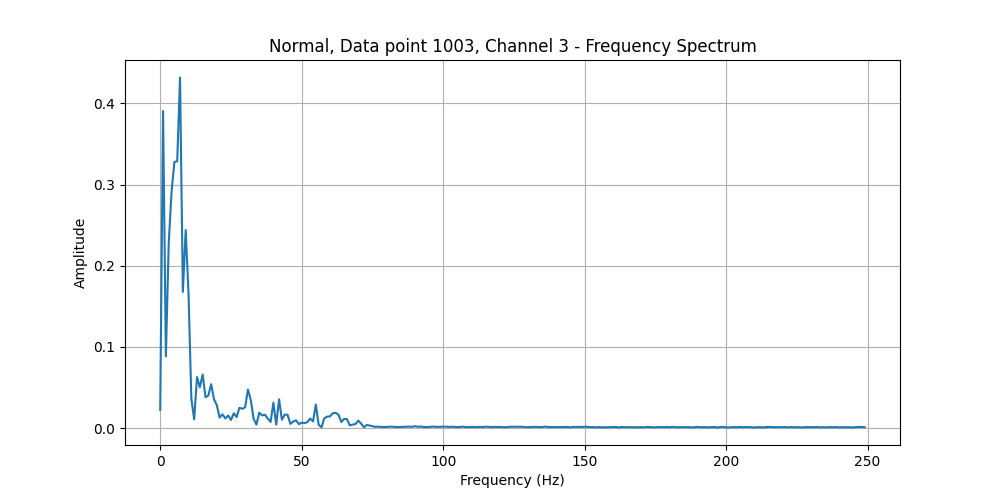 Normal, Data point 1003, Channel 3 - Frequency Spectrum
Amplitude
0.4
0.3
0.2
0.1
0.0
0 50 100 150 200 250
Frequency (Hz)